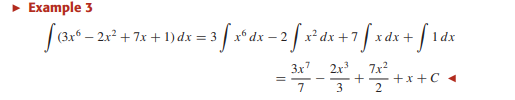 ▶ Example 3
∫(3x⁶ − 2x² + 7x + 1) dx = 3 ∫ x⁶ dx − 2 ∫ x² dx + 7 ∫ x dx + ∫ 1 dx
= 3x⁷/7 − 2x³/3 + 7x²/2 + x + C ◀